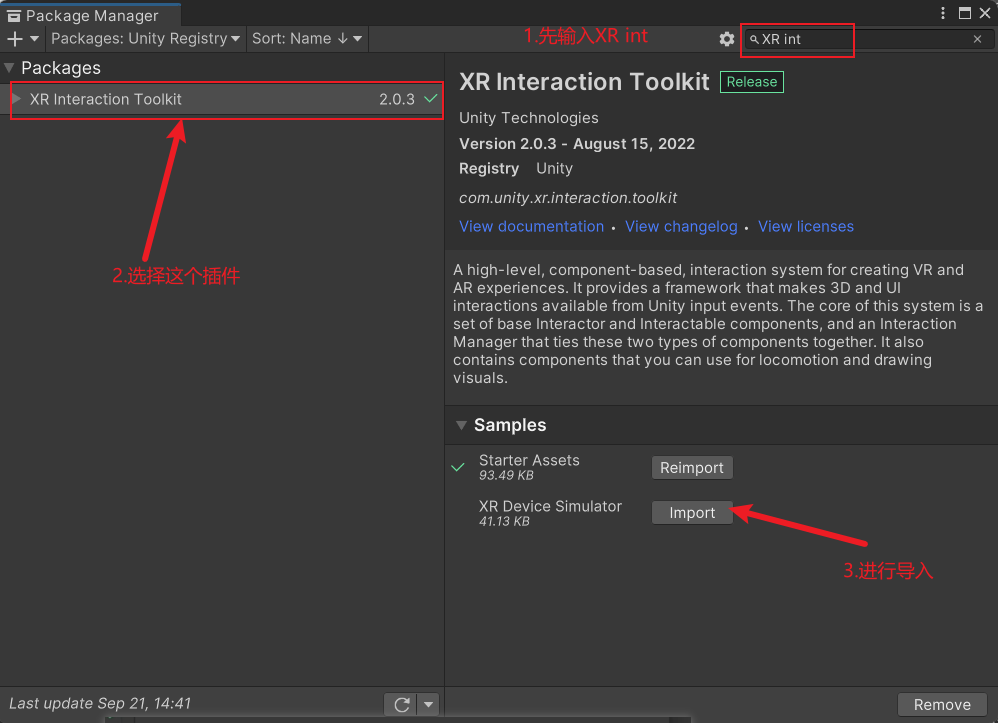 Package Manager
Packages: Unity Registry
Sort: Name ↓
1.先输入XR int
XR int
Packages
XR Interaction Toolkit 2.0.3
2.选择这个插件
XR Interaction Toolkit Release
Unity Technologies
Version 2.0.3 - August 15, 2022
Registry Unity
com.unity.xr.interaction.toolkit
View documentation • View changelog • View licenses
A high-level, component-based, interaction system for creating VR and
AR experiences. It provides a framework that makes 3D and UI
interactions available from Unity input events. The core of this system is a
set of base Interactor and Interactable components, and an Interaction
Manager that ties these two types of components together. It also
contains components that you can use for locomotion and drawing
visuals.
Samples
Starter Assets
93.49 KB
Reimport
XR Device Simulator
41.13 KB
Import
3.进行导入
Last update Sep 21, 14:41
Remove